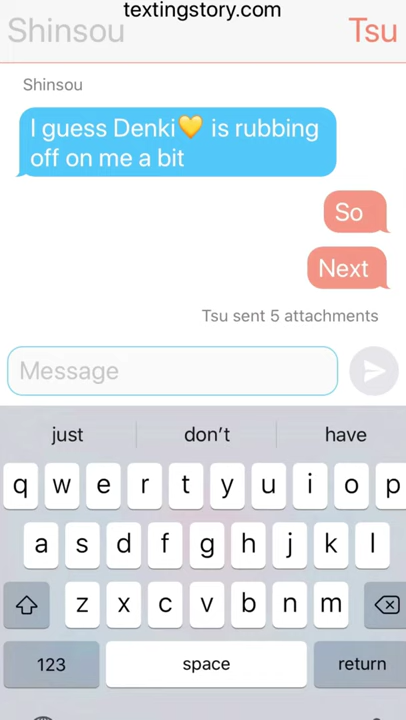 textingstory.com
Shinsou
Tsu
Shinsou
I guess Denki💛 is rubbing
off on me a bit
So
Next
Tsu sent 5 attachments
Message
just
don't
have
q w e r t y u i o p
a s d f g h j k l
z x c v b n m
123
space
return